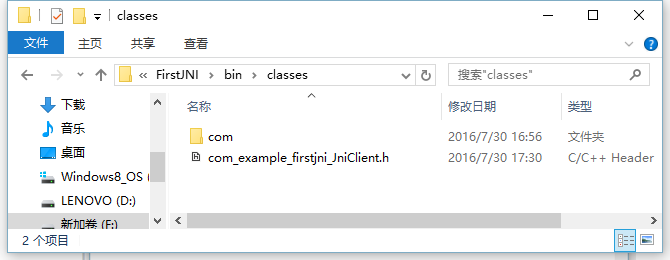 classes
文件
主页
共享
查看
« FirstJNI › bin › classes
搜索"classes"
名称
修改日期
类型
下载
音乐
桌面
Windows8_OS (
LENOVO (D:)
新加卷 (F:)
com 2016/7/30 16:56 文件夹
com_example_firstjni_JniClient.h 2016/7/30 17:30 C/C++ Header
2 个项目